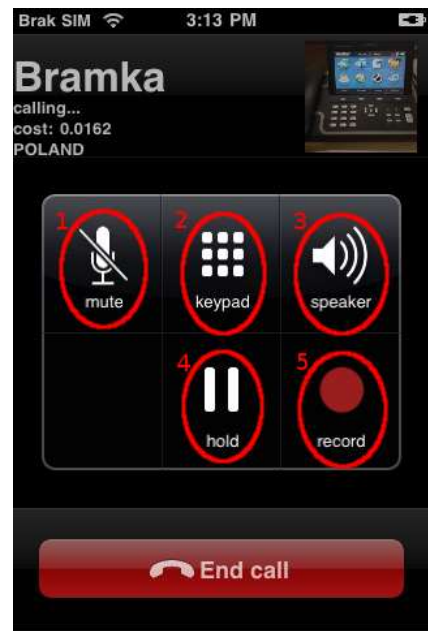 Brak SIM 3:13 PM
Bramka
calling...
cost: 0.0162
POLAND
1 2 3
mute keypad speaker
4 5
hold record
End call